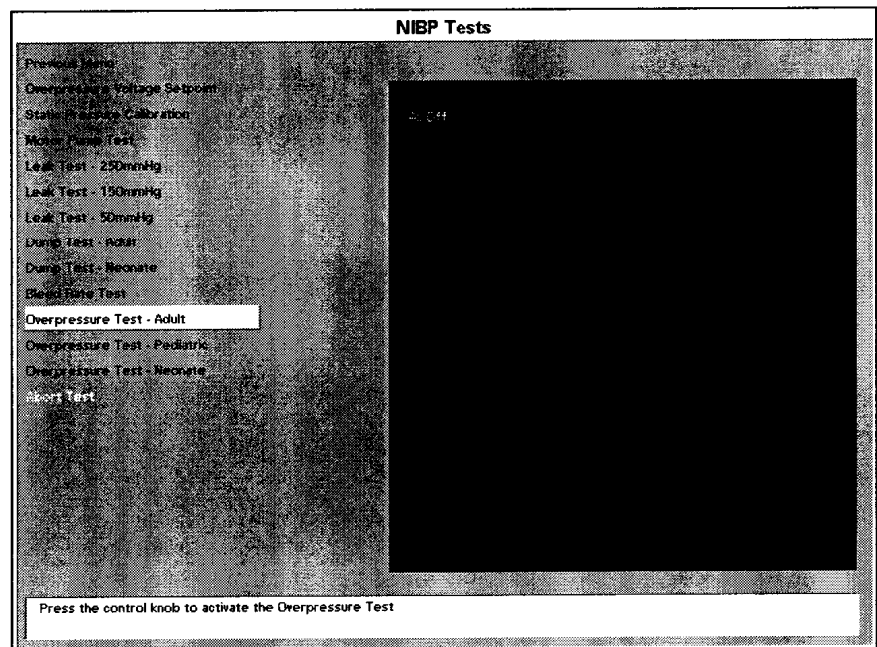 NIBP Tests
Previous Menu
Overpressure Voltage Setpoint
Static Pressure Calibration
Motor Pump Test
Leak Test - 250mmHg
Leak Test - 150mmHg
Leak Test - 50mmHg
Dump Test - Adult
Dump Test - Neonate
Bleed Rate Test
Overpressure Test - Adult
Overpressure Test - Pediatric
Overpressure Test - Neonate
Abort Test
Off
Press the control knob to activate the Overpressure Test